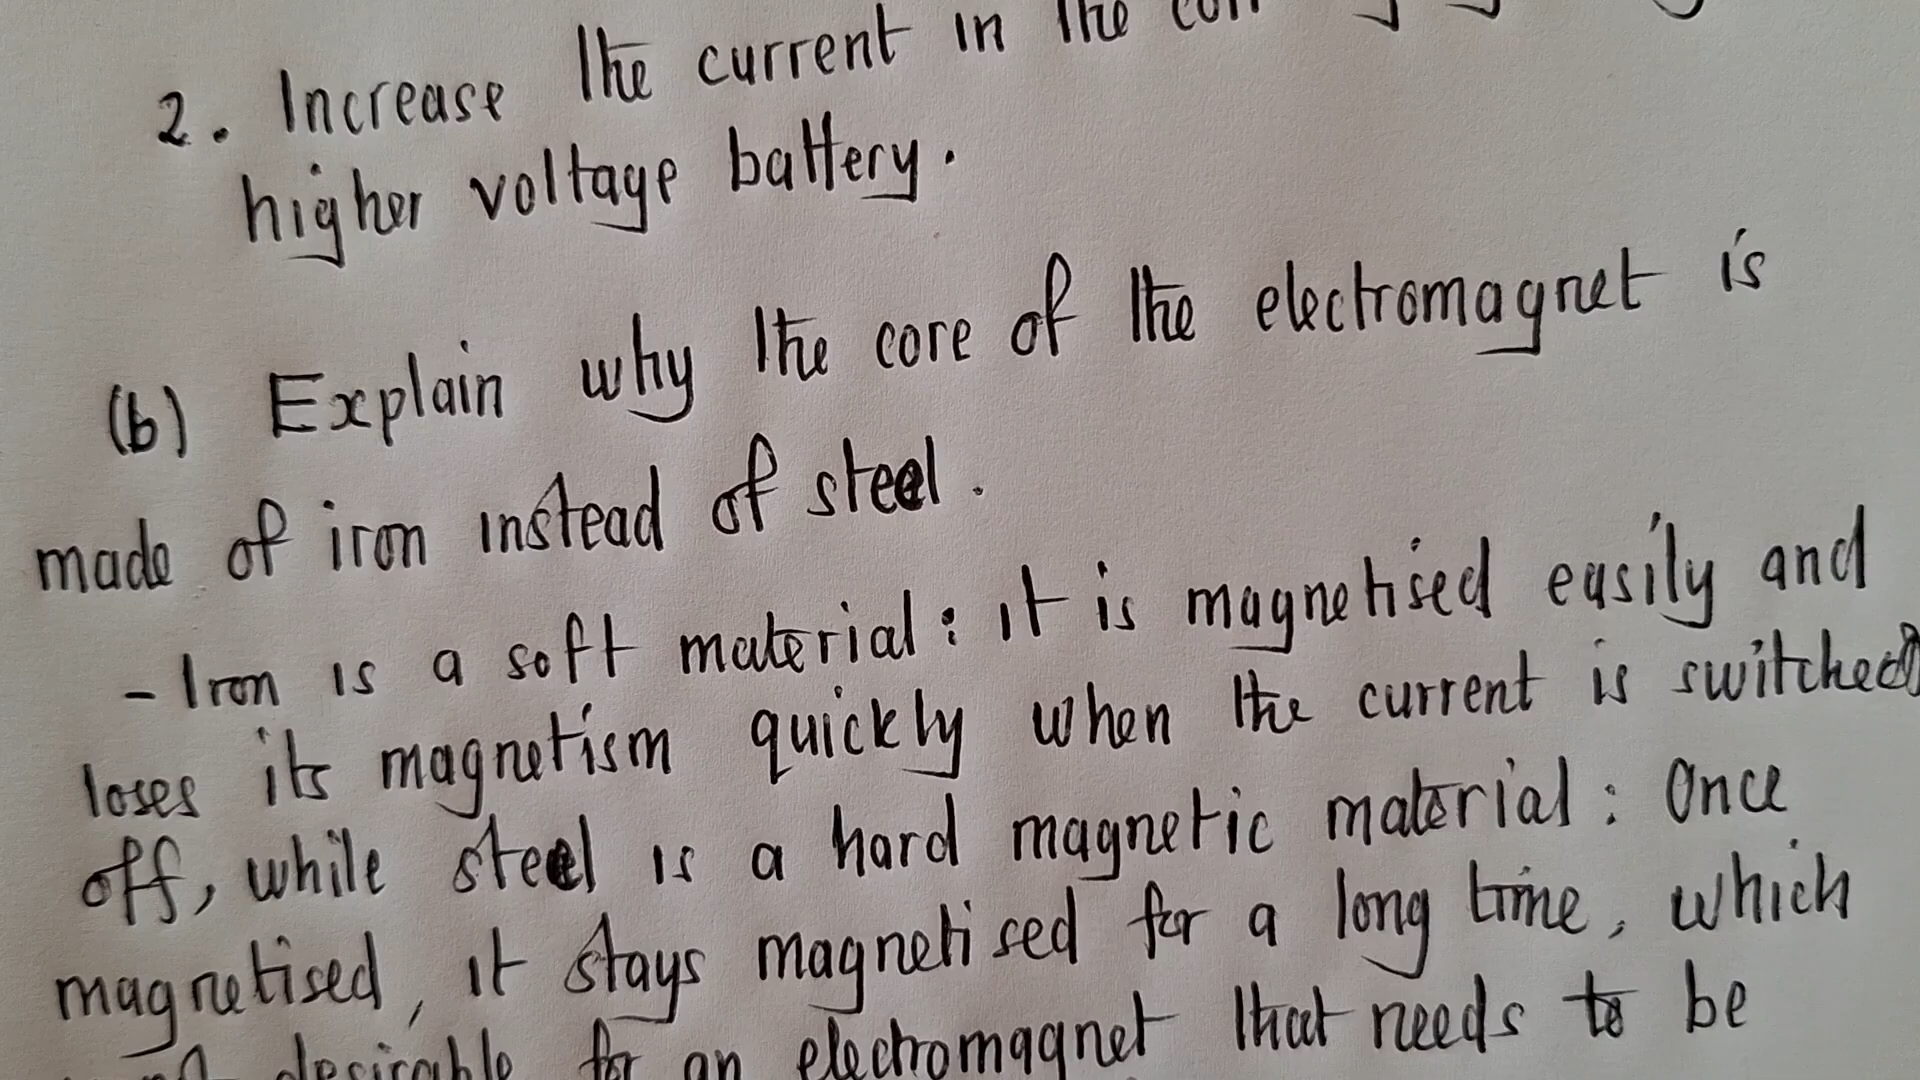 2. Increase the current in the coil
higher voltage battery.
(b) Explain why the core of the electromagnet is
made of iron instead of steel.
- Iron is a soft material: it is magnetised easily and
loses its magnetism quickly when the current is switched
off, while steel is a hard magnetic material: Once
magnetised, it stays magnetised for a long time, which
desirable for an electromagnet that needs to be